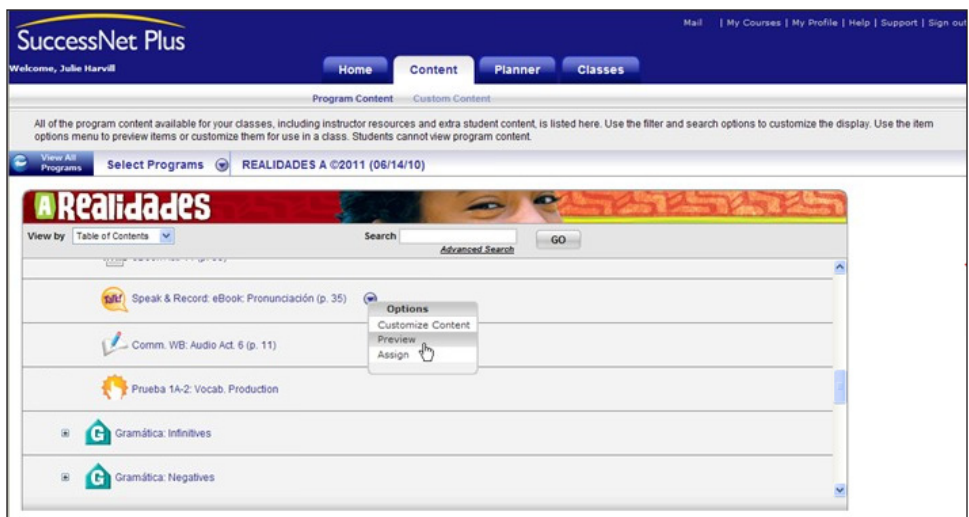 Mail | My Courses | My Profile | Help | Support | Sign out
SuccessNet Plus
Welcome, Julie Harvill
Home Content Planner Classes
Program Content Custom Content
All of the program content available for your classes, including instructor resources and extra student content, is listed here. Use the filter and search options to customize the display. Use the item
options menu to preview items or customize them for use in a class. Students cannot view program content.
View All
Programs
Select Programs REALIDADES A ©2011 (06/14/10)
A Realidades
View by Table of Contents Search GO
Advanced Search
Speak & Record: eBook: Pronunciación (p. 35)
Options
Customize Content
Preview
Assign
Comm. WB: Audio Act. 6 (p. 11)
Prueba 1A-2: Vocab. Production
G Gramática: Infinitives
G Gramática: Negatives